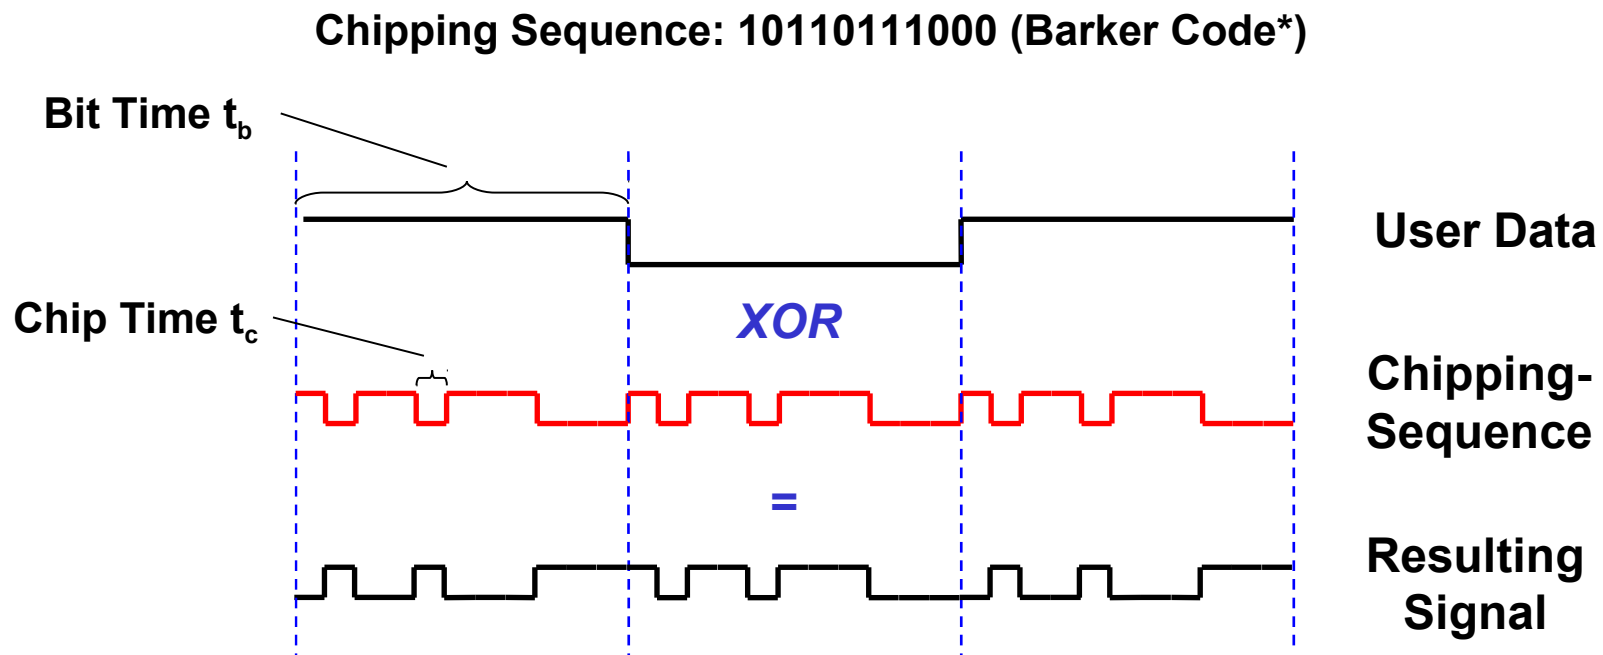 Chipping Sequence: 10110111000 (Barker Code*)
Bit Time tb
User Data
Chip Time tc
XOR
Chipping-
Sequence
=
Resulting
Signal